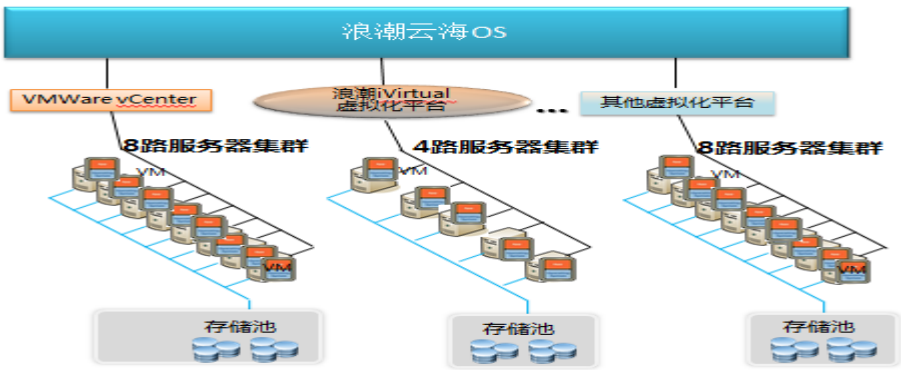 浪潮云海OS
VMWare vCenter
浪潮iVirtual
虚拟化平台
...
其他虚拟化平台
8路服务器集群
4路服务器集群
8路服务器集群
VM
VM
VM
VM
VM
存储池
存储池
存储池